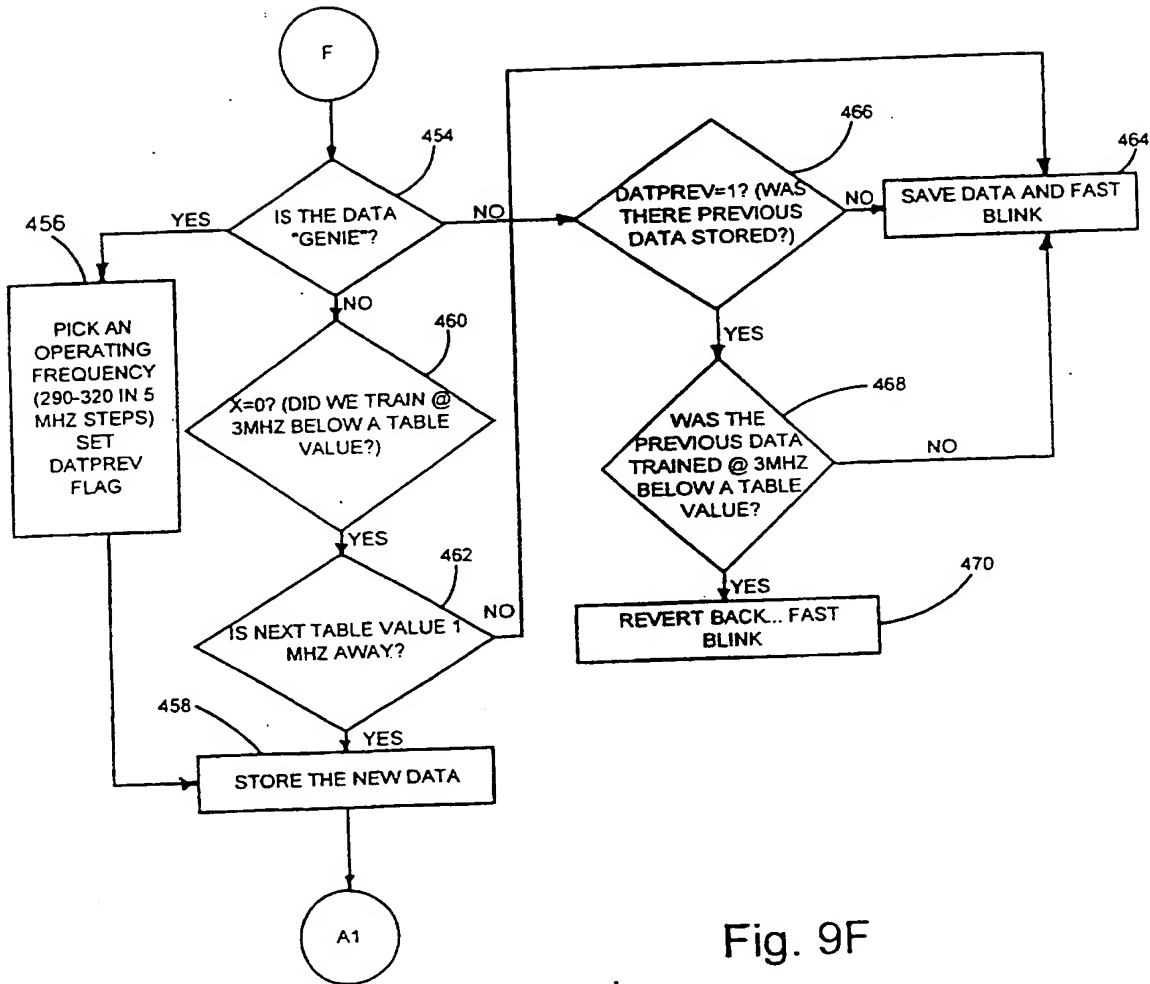 F
454
IS THE DATA
"GENIE"?
YES
NO
NO
456
PICK AN
OPERATING
FREQUENCY
(290-320 IN 5
MHZ STEPS)
SET
DATPREV
FLAG
460
X=0? (DID WE TRAIN @
3MHZ BELOW A TABLE
VALUE?)
YES
462
IS NEXT TABLE VALUE 1
MHZ AWAY?
NO
YES
458
STORE THE NEW DATA
A1
466
DATPREV=1? (WAS
THERE PREVIOUS
DATA STORED?)
NO
YES
464
SAVE DATA AND FAST
BLINK
468
WAS THE
PREVIOUS DATA
TRAINED @ 3MHZ
BELOW A TABLE
VALUE?
NO
YES
470
REVERT BACK... FAST
BLINK
Fig. 9F